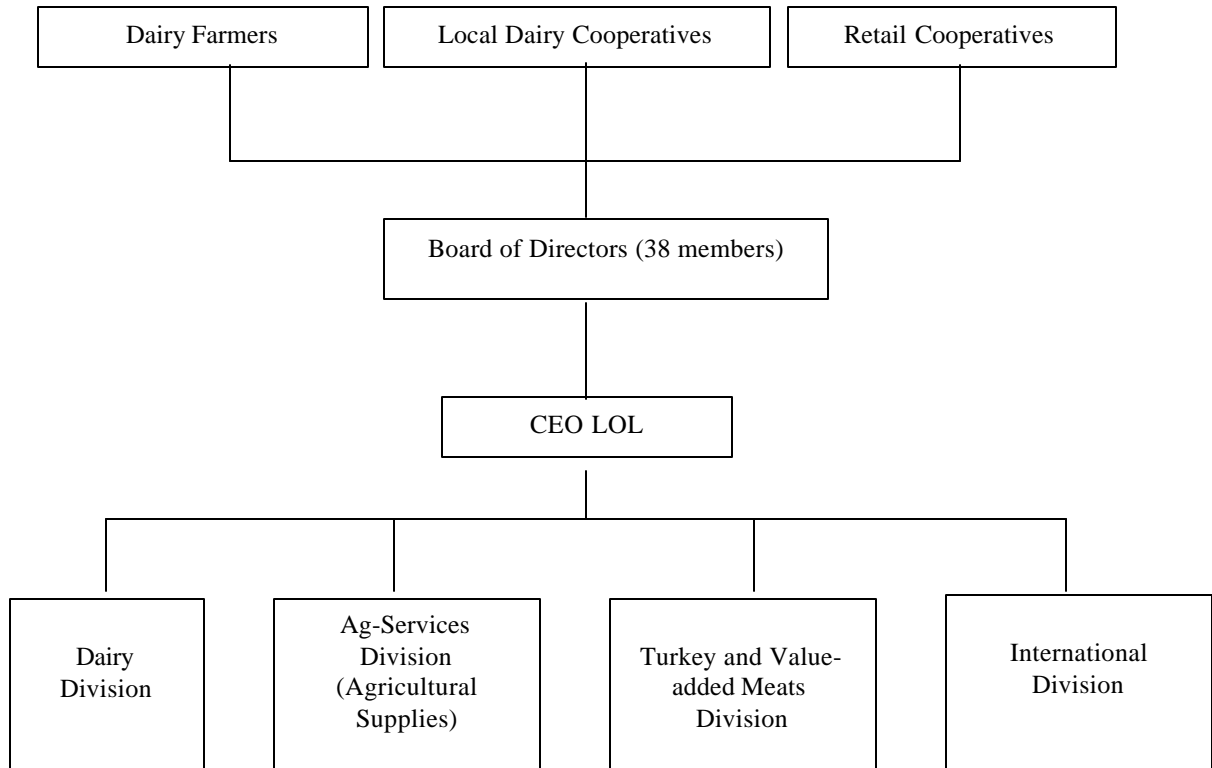 Dairy Farmers
Local Dairy Cooperatives
Retail Cooperatives
Board of Directors (38 members)
CEO LOL
Dairy
Division
Ag-Services
Division
(Agricultural
Supplies)
Turkey and Value-
added Meats
Division
International
Division